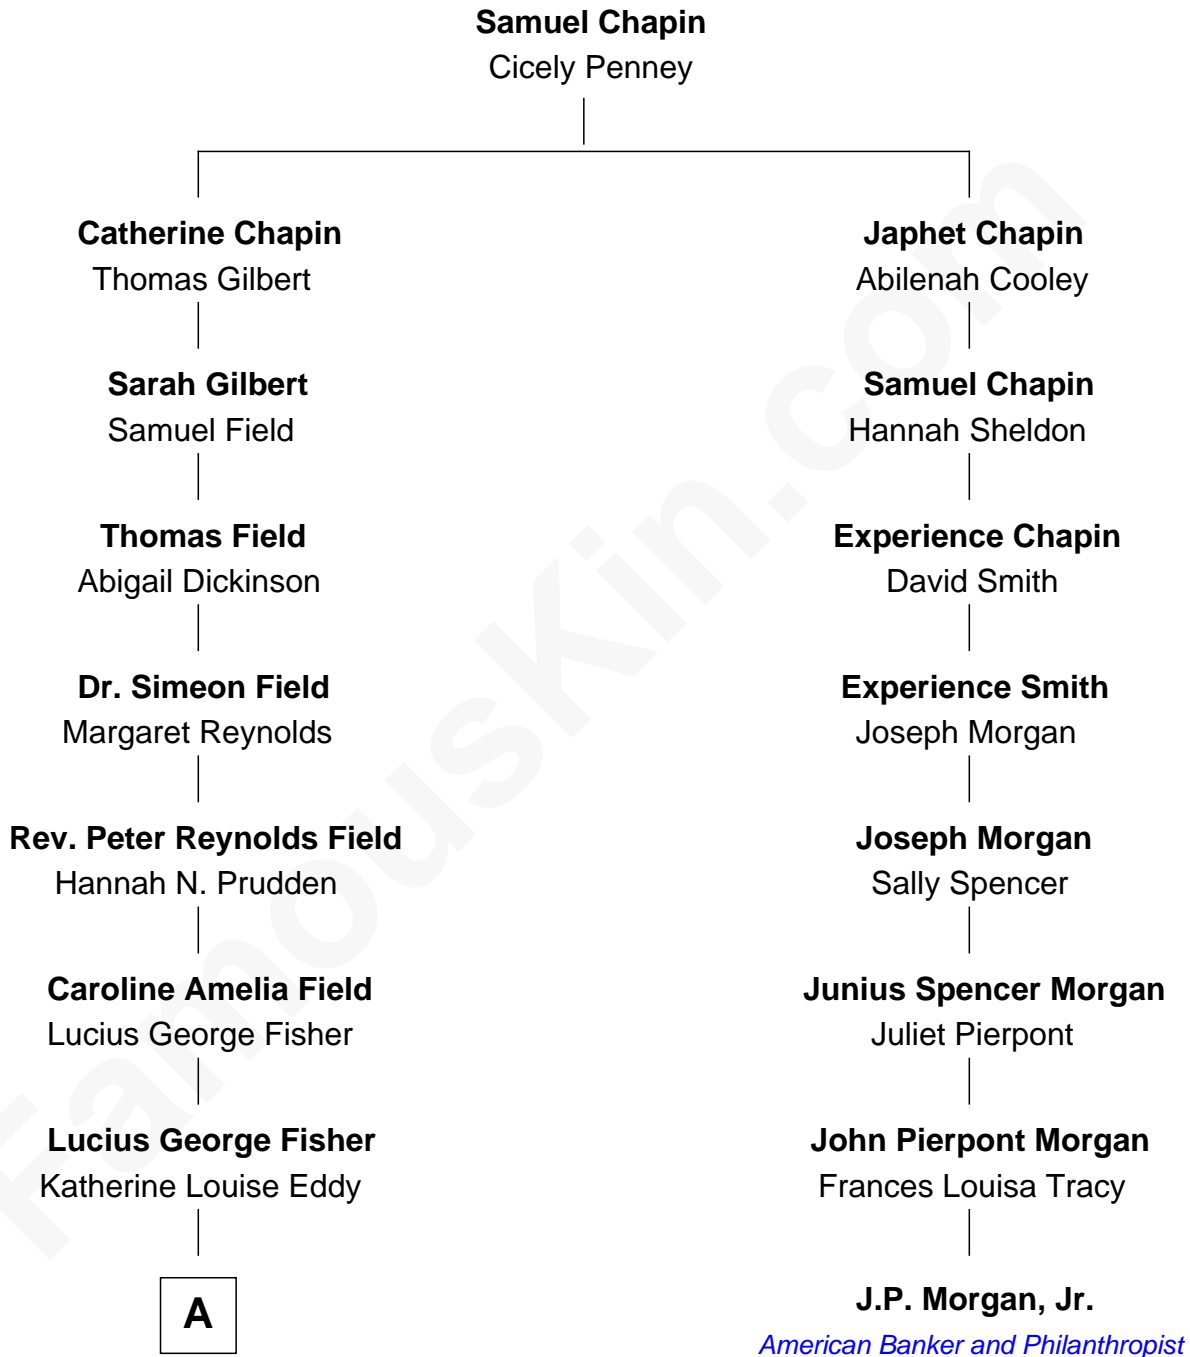 Samuel Chapin
Cicely Penney
Catherine Chapin
Thomas Gilbert
Japhet Chapin
Abilenah Cooley
Sarah Gilbert
Samuel Field
Samuel Chapin
Hannah Sheldon
Thomas Field
Abigail Dickinson
Experience Chapin
David Smith
Dr. Simeon Field
Margaret Reynolds
Experience Smith
Joseph Morgan
Rev. Peter Reynolds Field
Hannah N. Prudden
Joseph Morgan
Sally Spencer
Caroline Amelia Field
Lucius George Fisher
Junius Spencer Morgan
Juliet Pierpont
Lucius George Fisher
Katherine Louise Eddy
John Pierpont Morgan
Frances Louisa Tracy
A
J.P. Morgan, Jr.
American Banker and Philanthropist
FamousKin.com